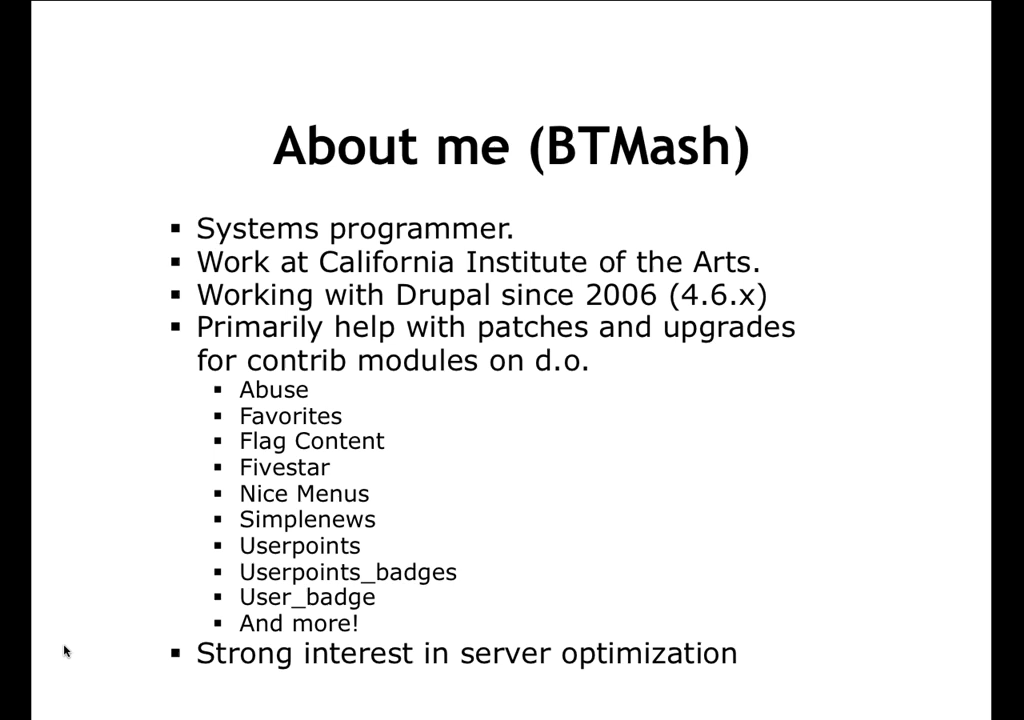 About me (BTMash)
▪ Systems programmer.
▪ Work at California Institute of the Arts.
▪ Working with Drupal since 2006 (4.6.x)
▪ Primarily help with patches and upgrades
for contrib modules on d.o.
▪ Abuse
▪ Favorites
▪ Flag Content
▪ Fivestar
▪ Nice Menus
▪ Simplenews
▪ Userpoints
▪ Userpoints_badges
▪ User_badge
▪ And more!
▪ Strong interest in server optimization